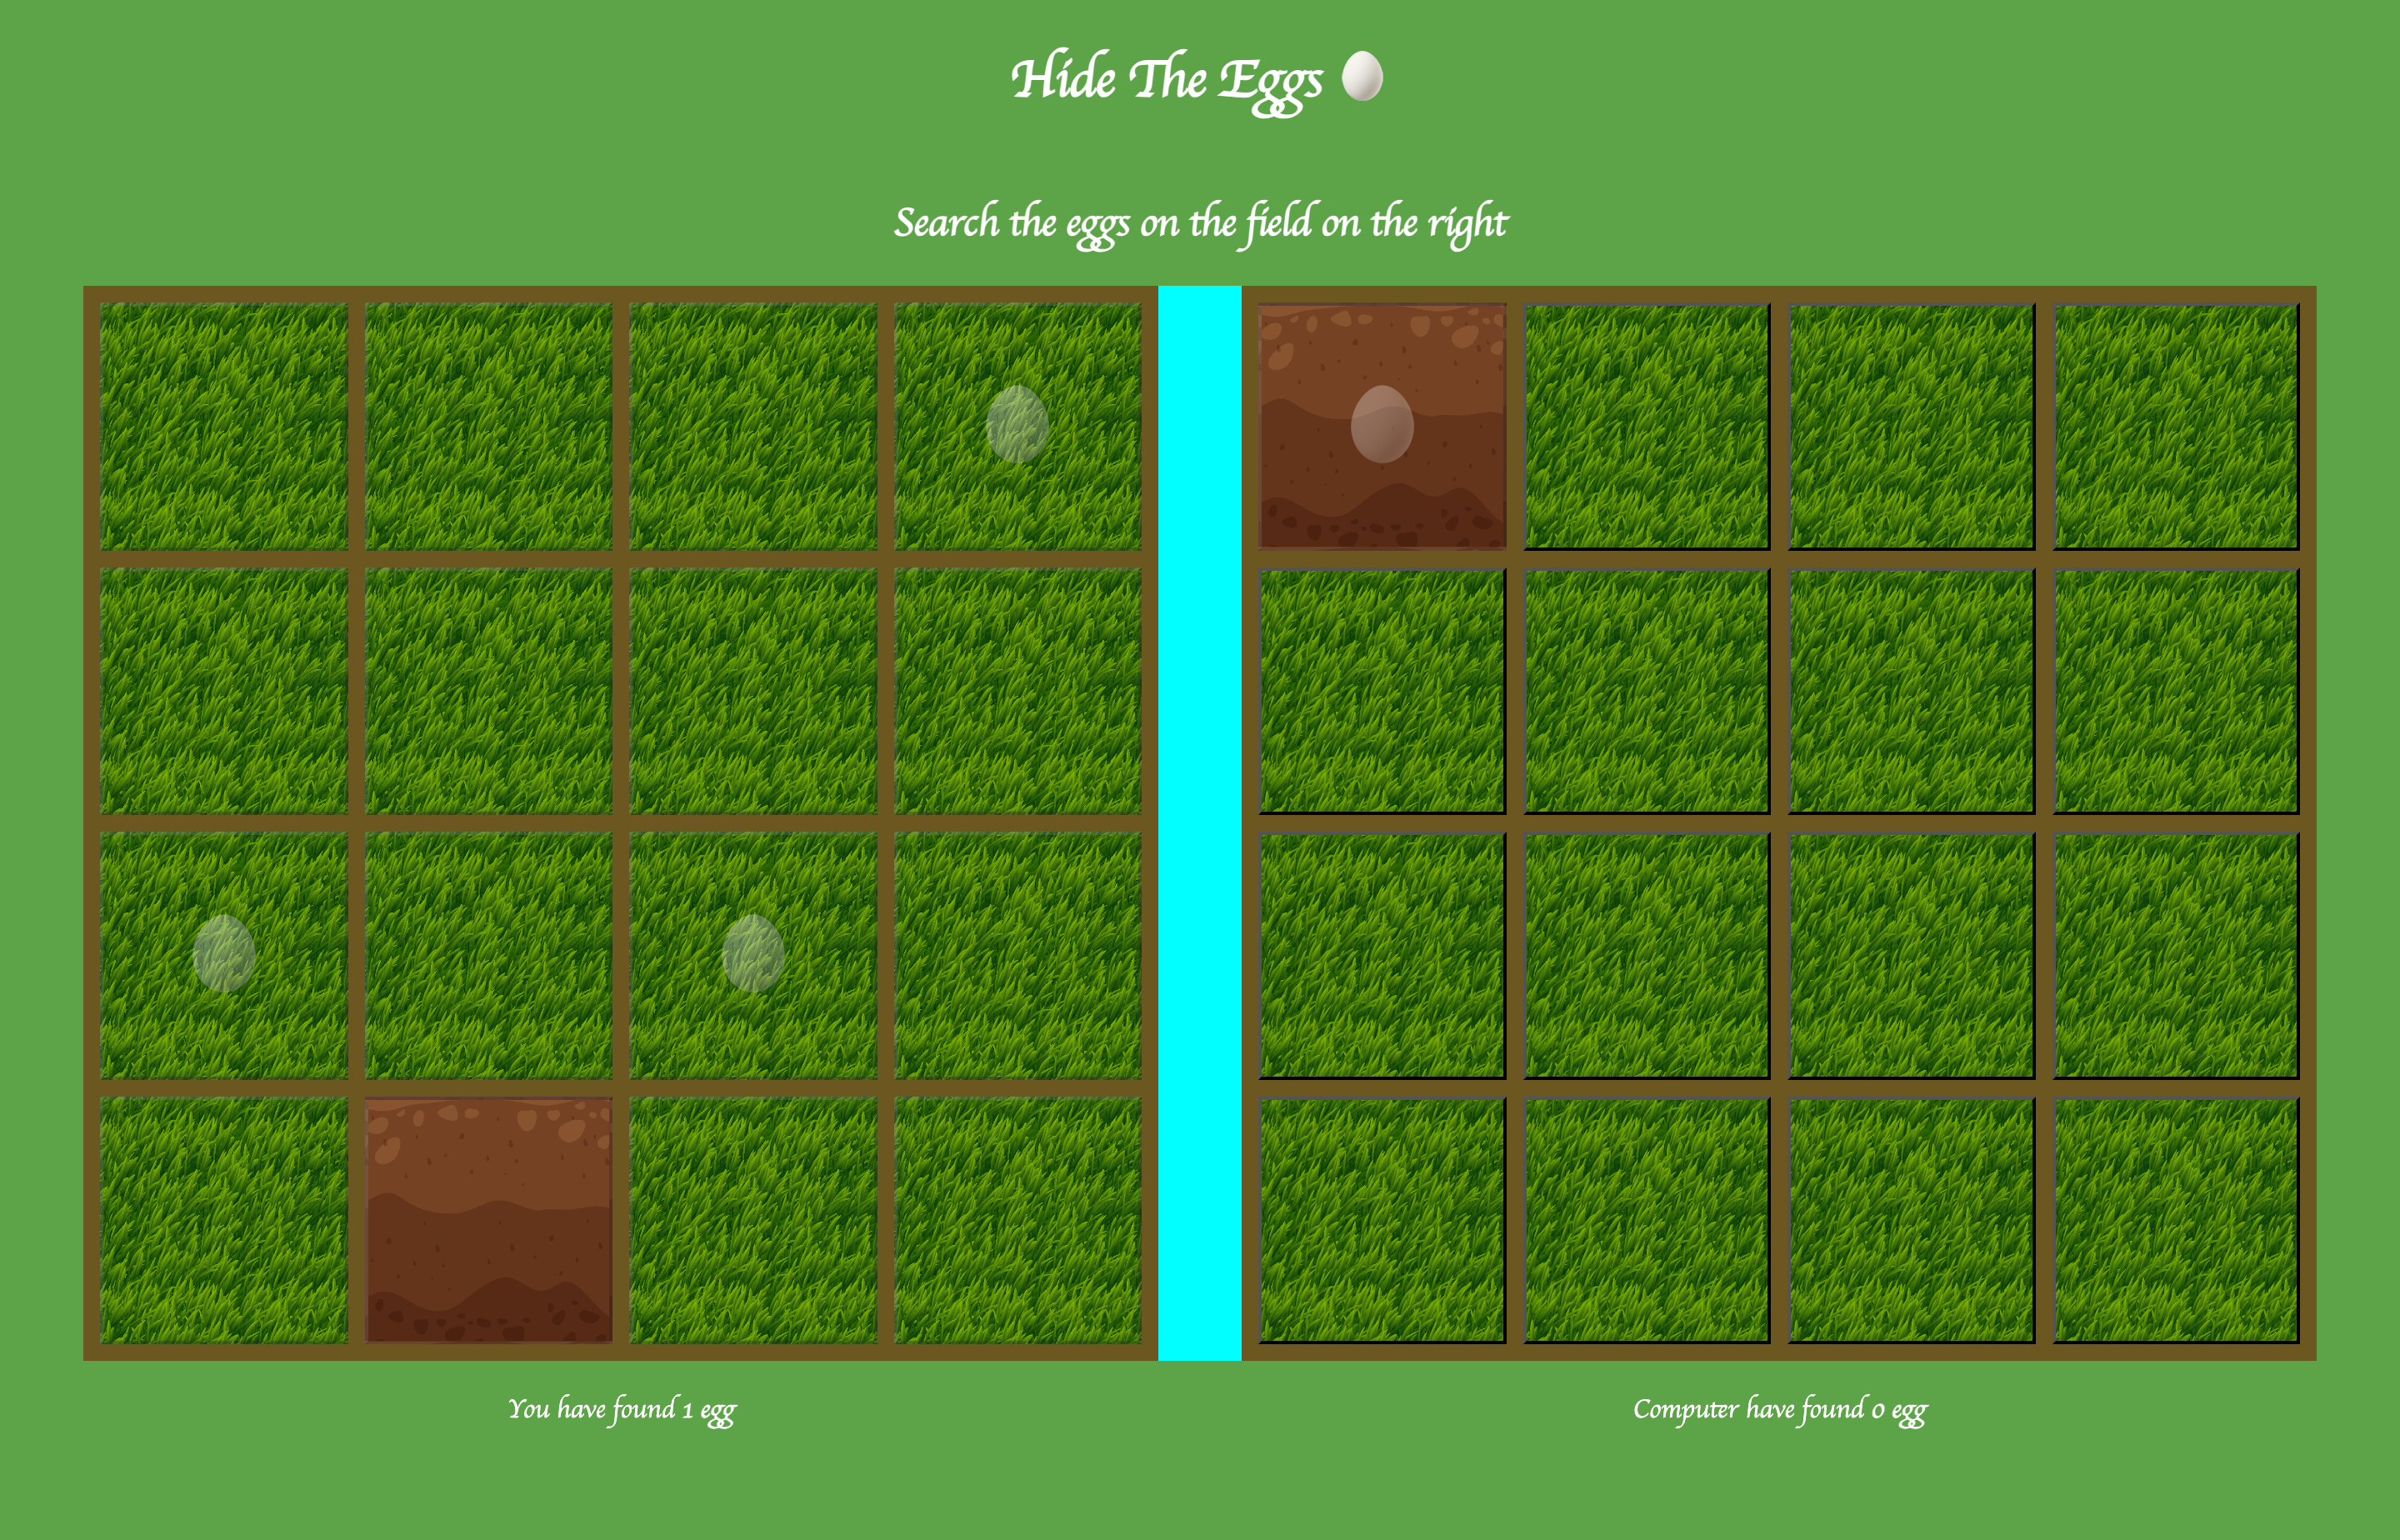 Hide The Eggs
Search the eggs on the field on the right
You have found 1 egg
Computer have found 0 egg